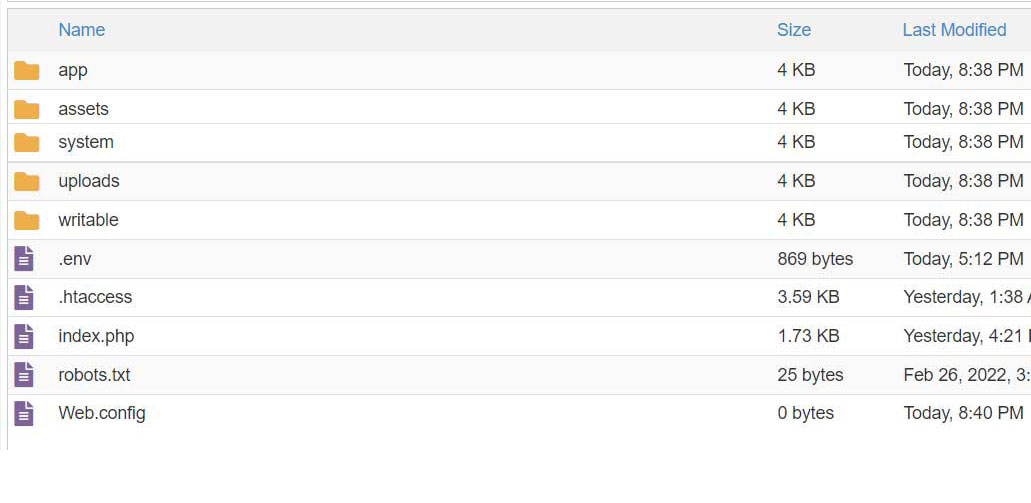 Name Size Last Modified
app 4 KB Today, 8:38 PM
assets 4 KB Today, 8:38 PM
system 4 KB Today, 8:38 PM
uploads 4 KB Today, 8:38 PM
writable 4 KB Today, 8:38 PM
.env 869 bytes Today, 5:12 PM
.htaccess 3.59 KB Yesterday, 1:38
index.php 1.73 KB Yesterday, 4:21
robots.txt 25 bytes Feb 26, 2022, 3:
Web.config 0 bytes Today, 8:40 PM